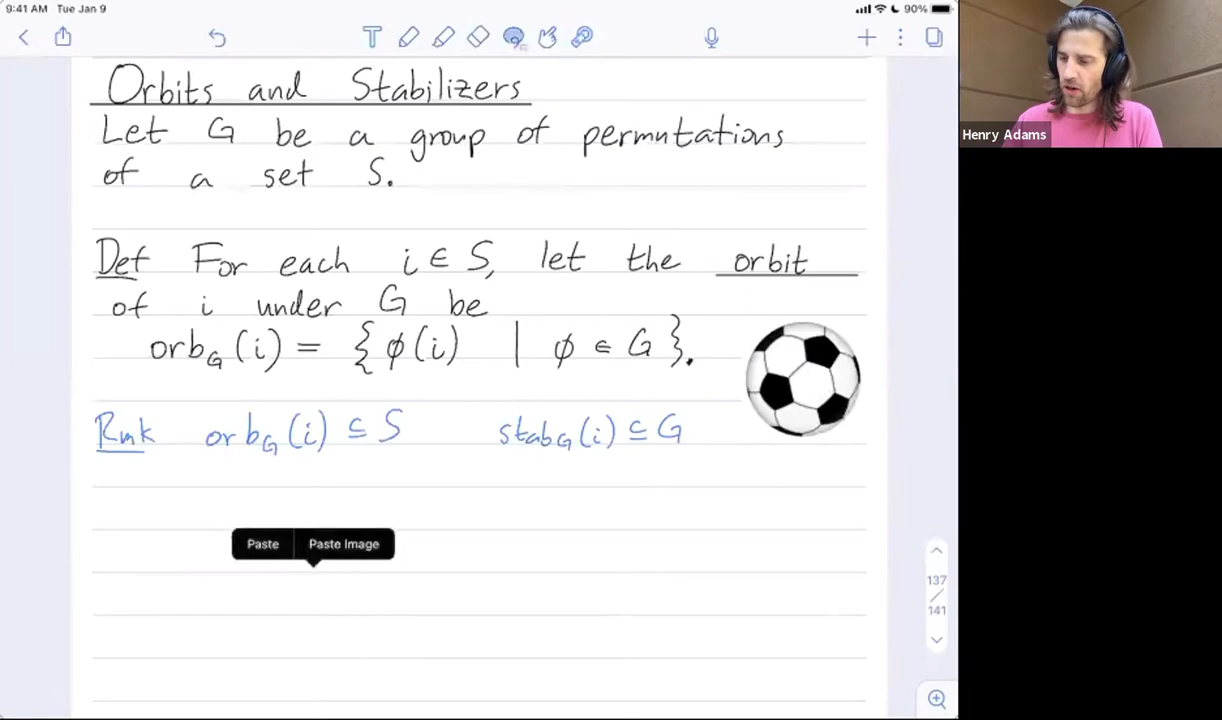 9:41 AM Tue Jan 9
90%
Orbits and Stabilizers
Let G be a group of permutations
of a set S.
Def For each i ∈ S, let the orbit
of i under G be
orb_G(i) = {φ(i) | φ ∈ G}.
Rmk orb_G(i) ⊆ S stab_G(i) ⊆ G
Paste Paste Image
137
/
141
Henry Adams